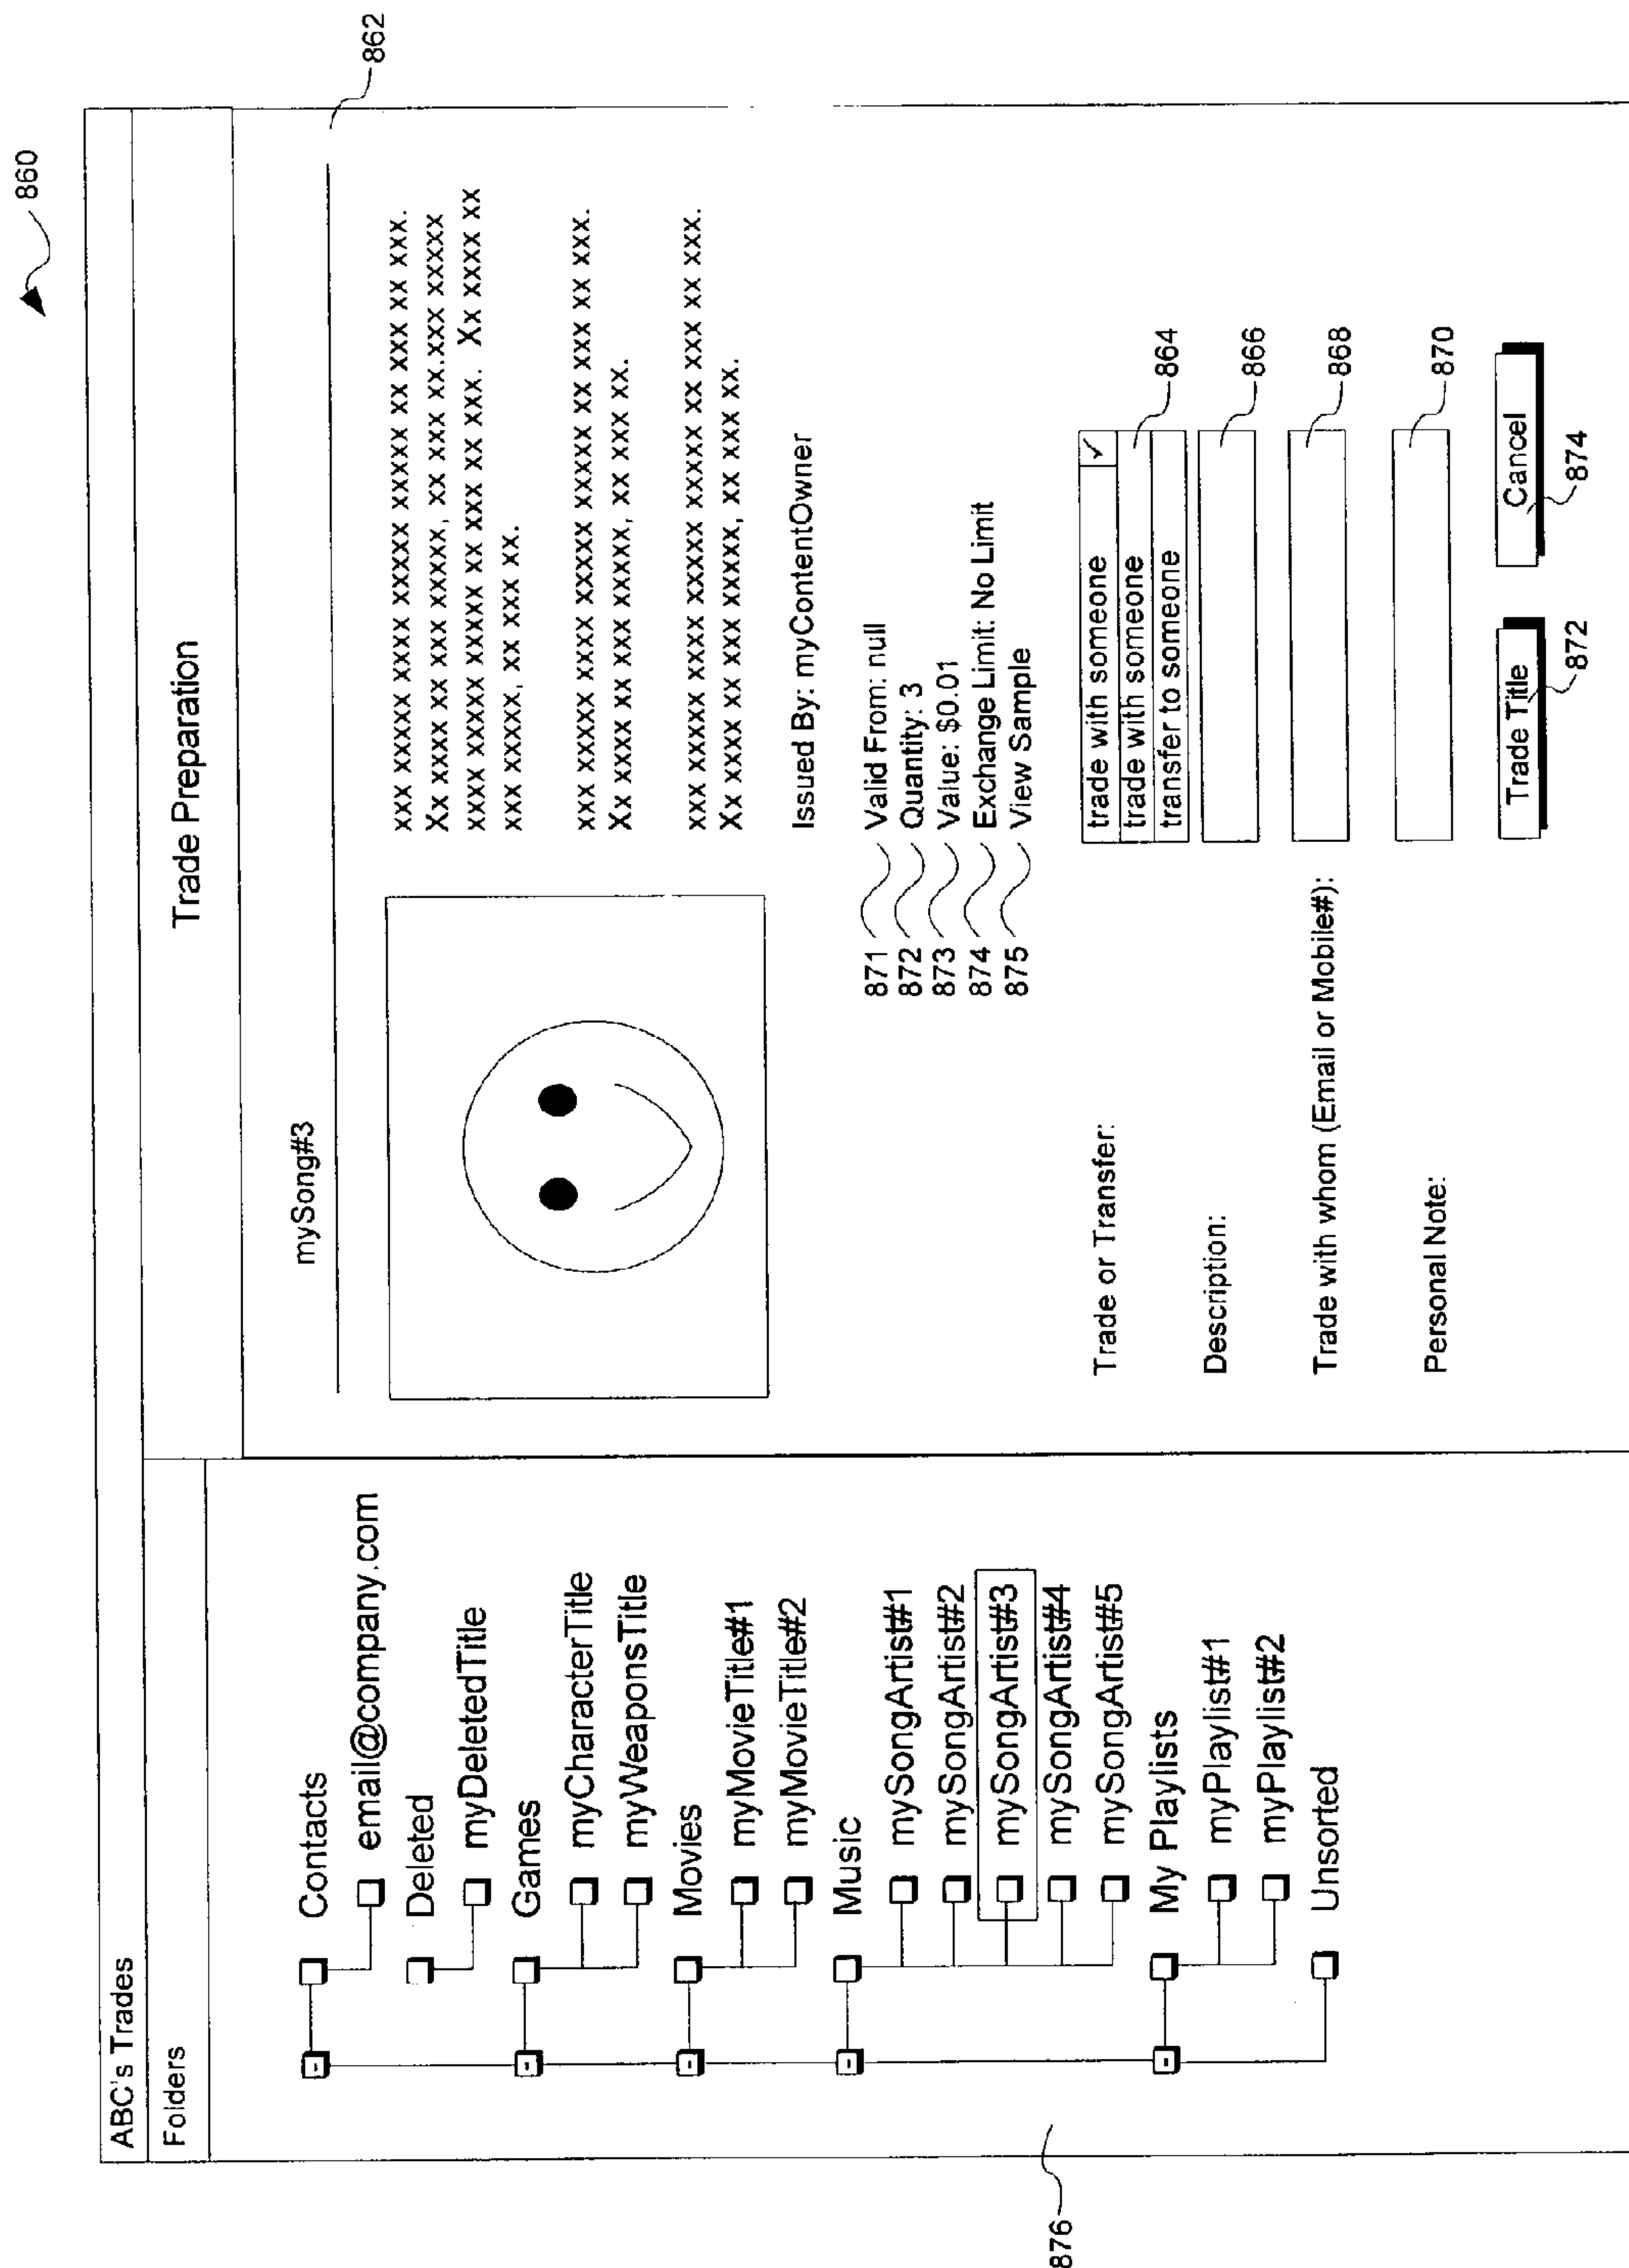 860
ABC's Trades
Folders
Trade Preparation
Contacts
email@company.com
Deleted
myDeletedTitle
Games
myCharacterTitle
myWeaponsTitle
Movies
myMovieTitle#1
myMovieTitle#2
Music
mySongArtist#1
mySongArtist#2
mySongArtist#3
mySongArtist#4
mySongArtist#5
My Playlists
myPlaylist#1
myPlaylist#2
Unsorted
876
mySong#3
862
xxx xxxxx xxxx xxxxx xxxxx xx xxx xx xxx.
Xx xxxx xx xxx xxxxx, xx xxx xx.xxx xxxxx
xxxx xxxxx xxxxx xx xxx xx xxx. Xx xxxx xx
xxx xxxxx, xx xxx xx.
xxx xxxxx xxxx xxxxx xxxxx xx xxx xx xxx.
Xx xxxx xx xxx xxxxx, xx xxx xx.
xxx xxxxx xxxx xxxxx xxxxx xx xxx xx xxx.
Xx xxxx xx xxx xxxxx, xx xxx xx.
Issued By: myContentOwner
871 Valid From: null
872 Quantity: 3
873 Value: $0.01
874 Exchange Limit: No Limit
875 View Sample
Trade or Transfer:
trade with someone ✓
trade with someone
transfer to someone
864
Description:
866
Trade with whom (Email or Mobile#):
868
Personal Note:
870
Trade Title
Cancel
872
874